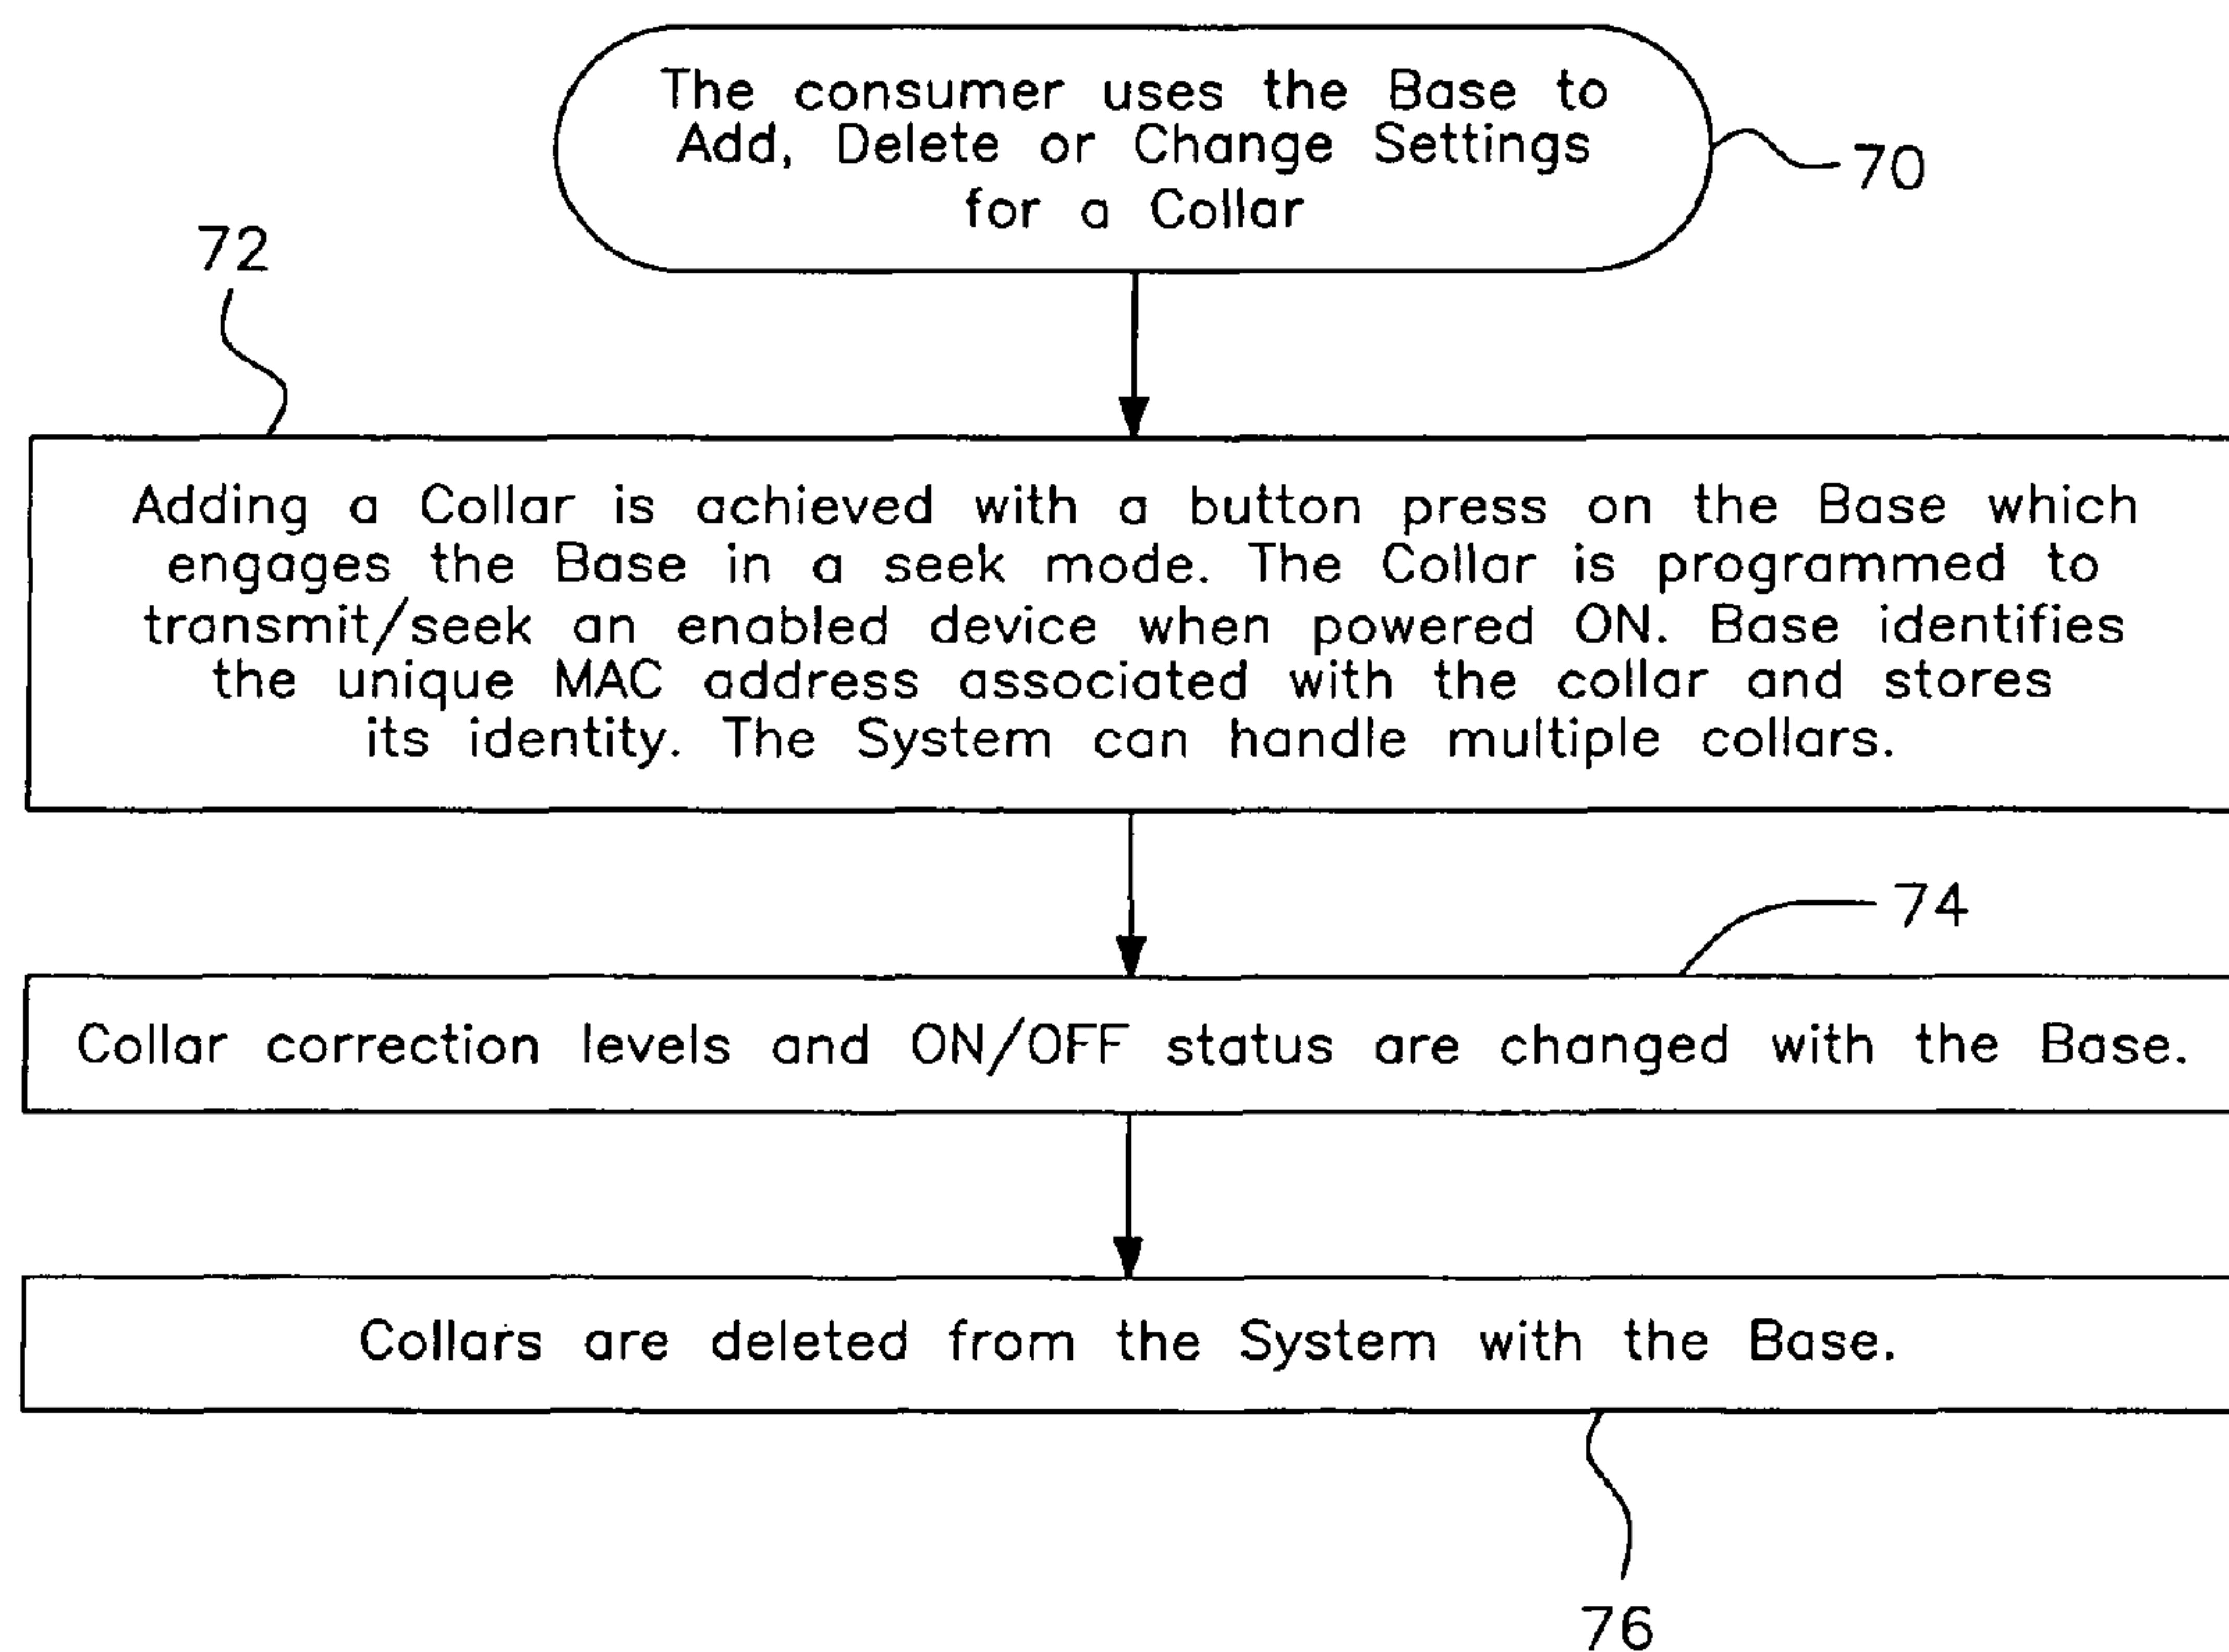 The consumer uses the Base to
Add, Delete or Change Settings
for a Collar
70
72
Adding a Collar is achieved with a button press on the Base which
engages the Base in a seek mode. The Collar is programmed to
transmit/seek an enabled device when powered ON. Base identifies
the unique MAC address associated with the collar and stores
its identity. The System can handle multiple collars.
74
Collar correction levels and ON/OFF status are changed with the Base.
Collars are deleted from the System with the Base.
76